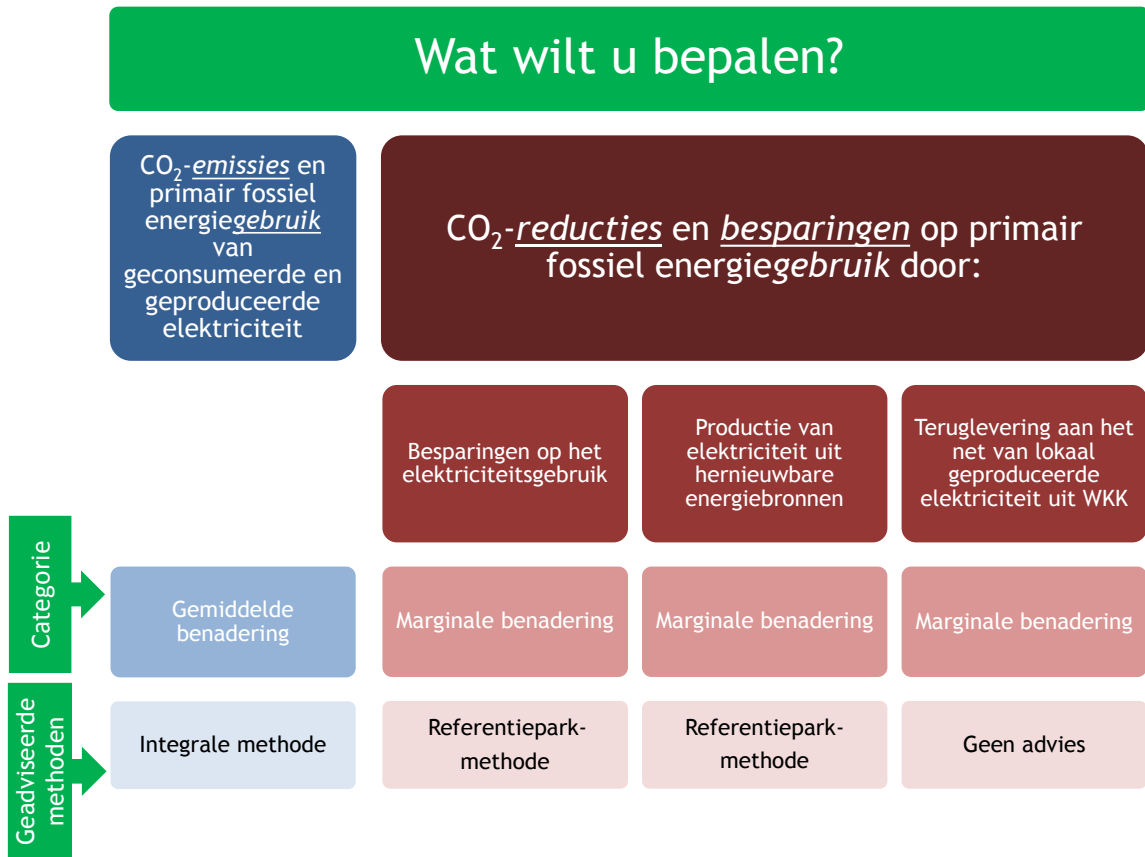 Wat wilt u bepalen?
CO₂-emissies en
primair fossiel
energiegebruik
van
geconsumeerde en
geproduceerde
elektriciteit
CO₂-reducties en besparingen op primair
fossiel energiegebruik door:
Besparingen op het
elektriciteitsgebruik
Productie van
elektriciteit uit
hernieuwbare
energiebronnen
Teruglevering aan het
net van lokaal
geproduceerde
elektriciteit uit WKK
Categorie
Gemiddelde
benadering
Marginale benadering
Marginale benadering
Marginale benadering
Geadviseerde
methoden
Integrale methode
Referentiepark-
methode
Referentiepark-
methode
Geen advies